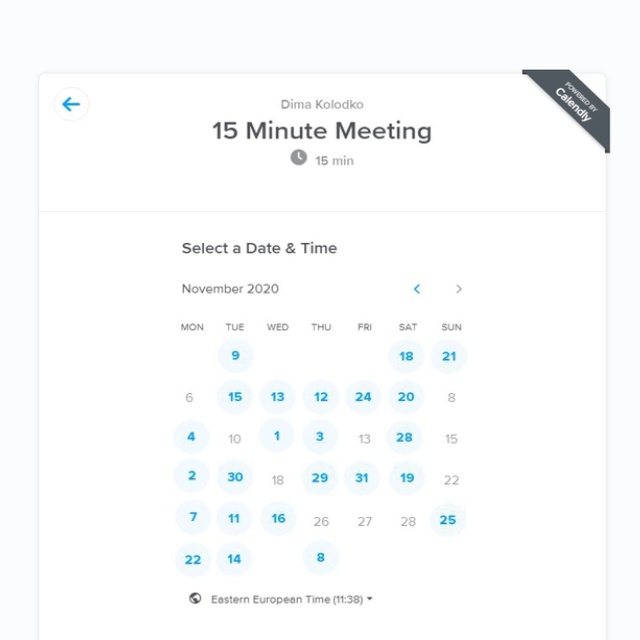 POWERED BY
Calendly
Dima Kolodko
15 Minute Meeting
15 min
Select a Date & Time
November 2020
MON TUE WED THU FRI SAT SUN
9 18 21
6 15 13 12 24 20 8
4 10 1 3 13 28 15
2 30 18 29 31 19 22
7 11 16 26 27 28 25
22 14 8
Eastern European Time (11:38)